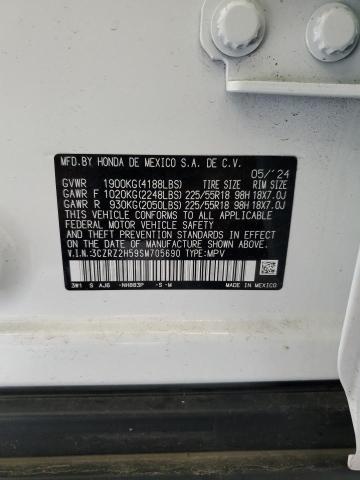 MFD.BY HONDA DE MEXICO S.A. DE C.V.
05/'24
GVWR 1900KG(4188LBS) TIRE SIZE RIM SIZE
GAWR F 1020KG(2248LBS) 225/55R18 98H 18X7.0J
GAWR R 930KG(2050LBS) 225/55R18 98H 18X7.0J
THIS VEHICLE CONFORMS TO ALL APPLICABLE
FEDERAL MOTOR VEHICLE SAFETY
AND THEFT PREVENTION STANDARDS IN EFFECT
ON THE DATE OF MANUFACTURE SHOWN ABOVE.
V.I.N.:3CZRZ2H59SM705690 TYPE:MPV
3W1 S AJ6 -NH883P -S -M
MADE IN
MEXICO